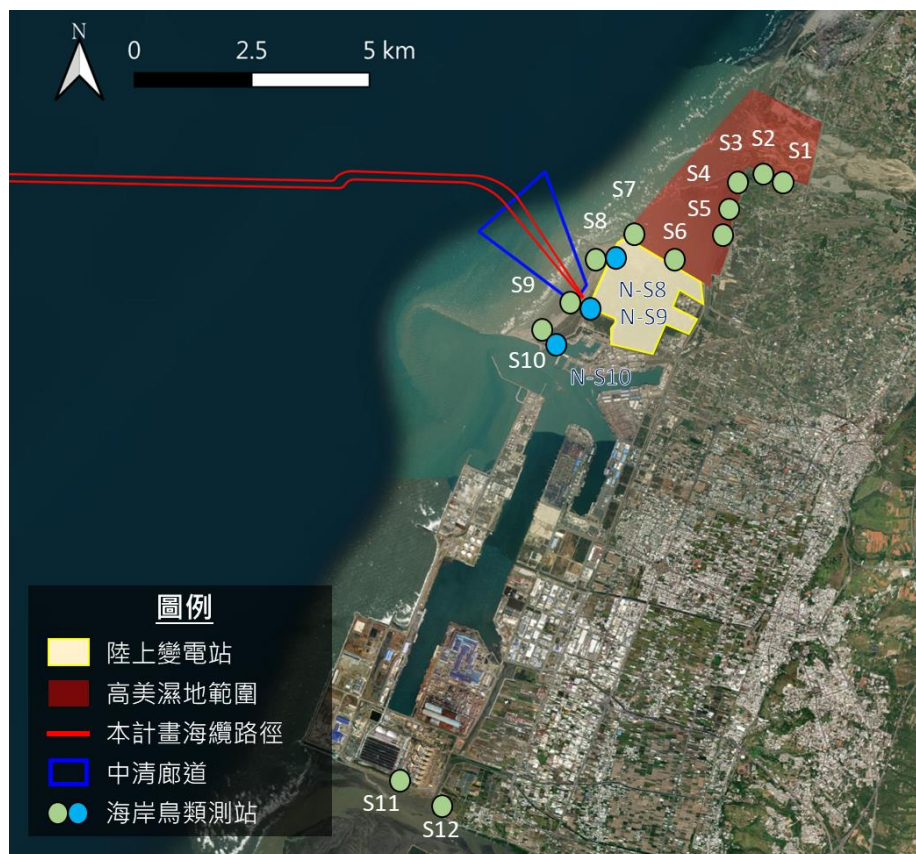 N
0 2.5 5 km
S3
S2
S1
S4
S5
S7
S8
S6
S9
N-S8
N-S9
S10
N-S10
圖例
陸上變電站
高美濕地範圍
本計畫海纜路徑
中清廊道
海岸鳥類測站
S11
S12